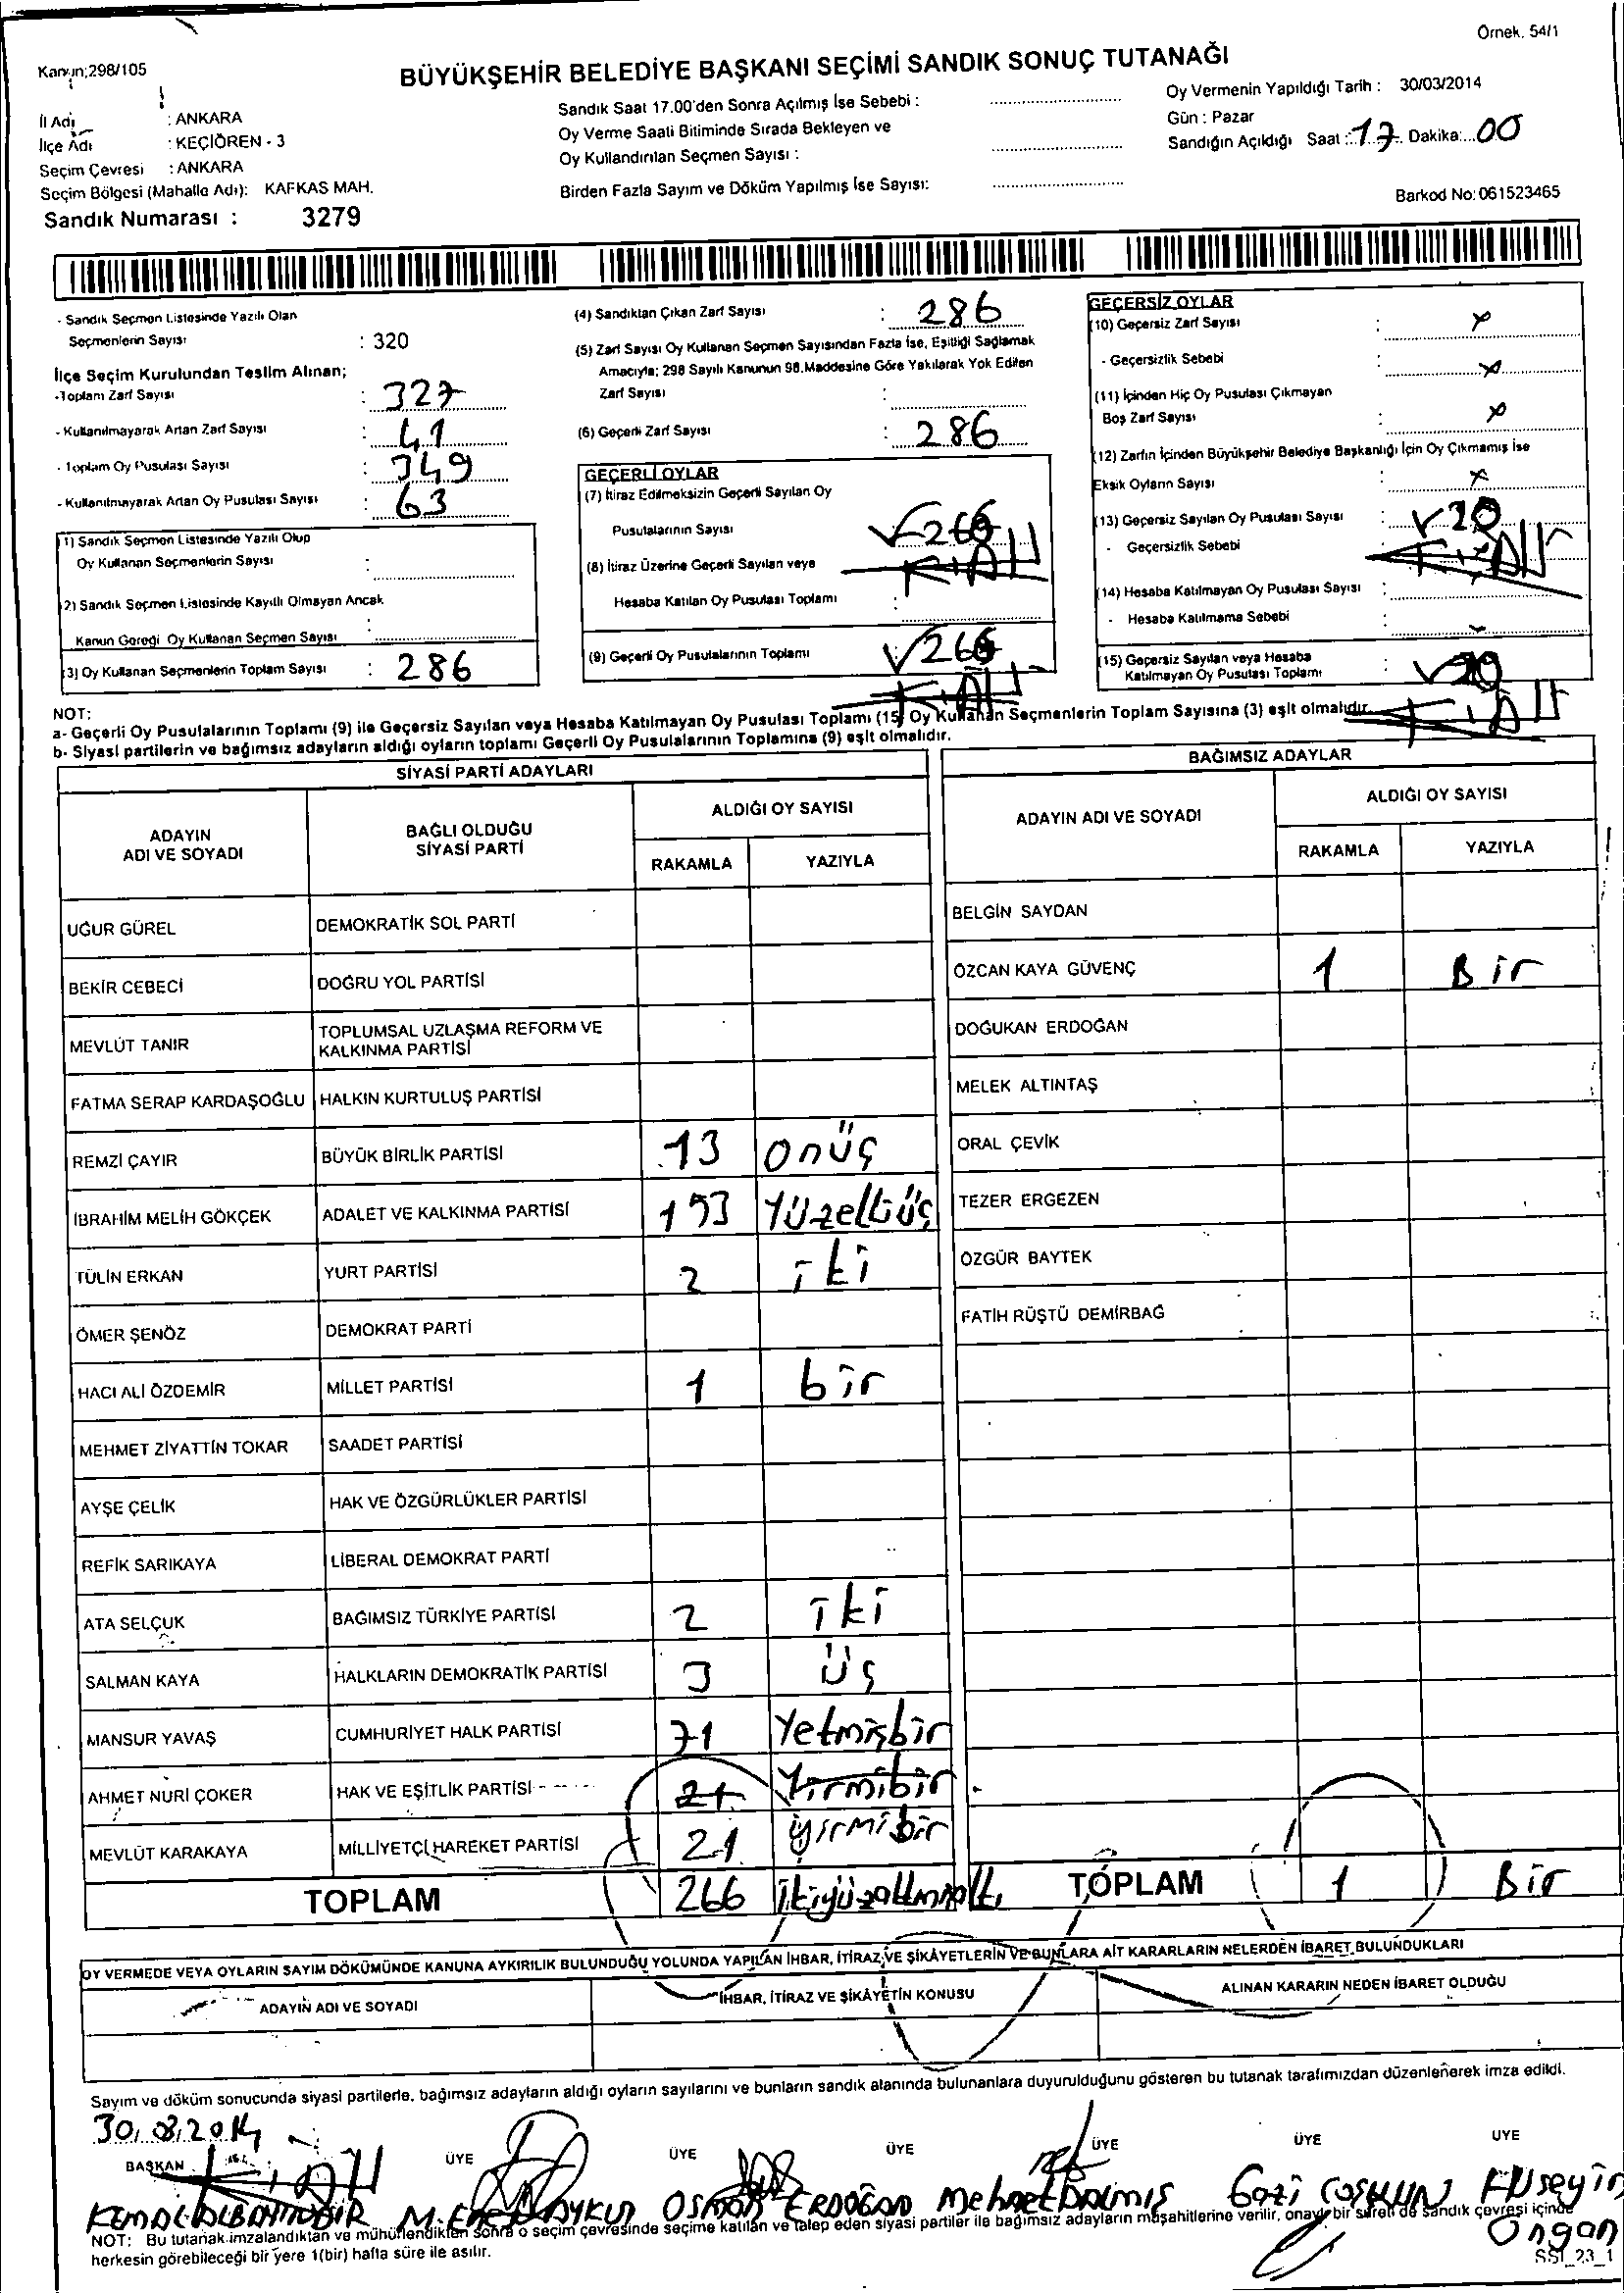 Örnek. 54/1
Kanun;298/105
BÜYÜKŞEHİR BELEDİYE BAŞKANI SEÇİMİ SANDIK SONUÇ TUTANAĞI
İl Adı : ANKARA
İlçe Adı : KEÇİÖREN - 3
Seçim Çevresi : ANKARA
Seçim Bölgesi (Mahalle Adı): KAFKAS MAH.
Sandık Numarası : 3279
Sandık Saat 17.00'den Sonra Açılmış İse Sebebi :
Oy Verme Saati Bitiminde Sırada Bekleyen ve
Oy Kullandırılan Seçmen Sayısı :
Birden Fazla Sayım ve Döküm Yapılmış İse Sayısı:
Oy Vermenin Yapıldığı Tarih : 30/03/2014
Gün : Pazar
Sandığın Açıldığı Saat : 17 Dakika: 00
Barkod No: 061523465
- Sandık Seçmen Listesinde Yazılı Olan
Seçmenlerin Sayısı : 320
İlçe Seçim Kurulundan Teslim Alınan;
-Toplam Zarf Sayısı : 327
- Kullanılmayarak Artan Zarf Sayısı : 41
- Toplam Oy Pusulası Sayısı : 349
- Kullanılmayarak Artan Oy Pusulası Sayısı : 63
(1) Sandık Seçmen Listesinde Yazılı Olup
Oy Kullanan Seçmenlerin Sayısı :
(2) Sandık Seçmen Listesinde Kayıtlı Olmayan Ancak
Kanun Gereği Oy Kullanan Seçmen Sayısı :
(3) Oy Kullanan Seçmenlerin Toplam Sayısı : 286
(4) Sandıktan Çıkan Zarf Sayısı : 286
(5) Zarf Sayısı Oy Kullanan Seçmen Sayısından Fazla İse, Eşitliği Sağlamak
Amacıyla; 298 Sayılı Kanunun 98.Maddesine Göre Yakılarak Yok Edilen
Zarf Sayısı :
(6) Geçerli Zarf Sayısı : 286
GEÇERLİ OYLAR
(7) İtiraz Edilmeksizin Geçerli Sayılan Oy
Pusulalarının Sayısı 266
(8) İtiraz Üzerine Geçerli Sayılan veya
Hesaba Katılan Oy Pusulası Toplamı :
(9) Geçerli Oy Pusulalarının Toplamı 266
GEÇERSİZ OYLAR
(10) Geçersiz Zarf Sayısı : x
- Geçersizlik Sebebi : x
(11) İçinden Hiç Oy Pusulası Çıkmayan
Boş Zarf Sayısı : x
(12) Zarfın İçinden Büyükşehir Belediye Başkanlığı İçin Oy Çıkmamış İse
Eksik Oyların Sayısı : x
(13) Geçersiz Sayılan Oy Pusulası Sayısı : 20
- Geçersizlik Sebebi
(14) Hesaba Katılmayan Oy Pusulası Sayısı :
- Hesaba Katılmama Sebebi
(15) Geçersiz Sayılan veya Hesaba
Katılmayan Oy Pusulası Toplamı : 20
NOT:
a- Geçerli Oy Pusulalarının Toplamı (9) ile Geçersiz Sayılan veya Hesaba Katılmayan Oy Pusulası Toplamı (15) Oy Kullanan Seçmenlerin Toplam Sayısına (3) eşit olmalıdır.
b- Siyasi partilerin ve bağımsız adayların aldığı oyların toplamı Geçerli Oy Pusulalarının Toplamına (9) eşit olmalıdır.
SİYASİ PARTİ ADAYLARI
ADAYIN ADI VE SOYADI BAĞLI OLDUĞU SİYASİ PARTİ ALDIĞI OY SAYISI
RAKAMLA YAZIYLA
UĞUR GÜREL DEMOKRATİK SOL PARTİ
BEKİR CEBECİ DOĞRU YOL PARTİSİ
MEVLÜT TANIR TOPLUMSAL UZLAŞMA REFORM VE KALKINMA PARTİSİ
FATMA SERAP KARDAŞOĞLU HALKIN KURTULUŞ PARTİSİ
REMZİ ÇAYIR BÜYÜK BİRLİK PARTİSİ 13 onüç
İBRAHİM MELİH GÖKÇEK ADALET VE KALKINMA PARTİSİ 153 Yüzelliüç
TÜLİN ERKAN YURT PARTİSİ 2 iki
ÖMER ŞENÖZ DEMOKRAT PARTİ
HACI ALİ ÖZDEMİR MİLLET PARTİSİ 1 bir
MEHMET ZİYATTİN TOKAR SAADET PARTİSİ
AYŞE ÇELİK HAK VE ÖZGÜRLÜKLER PARTİSİ
REFİK SARIKAYA LİBERAL DEMOKRAT PARTİ
ATA SELÇUK BAĞIMSIZ TÜRKİYE PARTİSİ 2 iki
SALMAN KAYA HALKLARIN DEMOKRATİK PARTİSİ 3 üç
MANSUR YAVAŞ CUMHURİYET HALK PARTİSİ 71 Yetmişbir
AHMET NURİ ÇOKER HAK VE EŞİTLİK PARTİSİ 21 Yirmibir
MEVLÜT KARAKAYA MİLLİYETÇİ HAREKET PARTİSİ 21 yirmibir
TOPLAM 266 İkiyüzaltmışaltı
BAĞIMSIZ ADAYLAR
ADAYIN ADI VE SOYADI ALDIĞI OY SAYISI
RAKAMLA YAZIYLA
BELGİN SAYDAN
ÖZCAN KAYA GÜVENÇ 1 Bir
DOĞUKAN ERDOĞAN
MELEK ALTINTAŞ
ORAL ÇEVİK
TEZER ERGEZEN
ÖZGÜR BAYTEK
FATİH RÜŞTÜ DEMİRBAĞ
TOPLAM 1 Bir
OY VERMEDE VEYA OYLARIN SAYIM DÖKÜMÜNDE KANUNA AYKIRILIK BULUNDUĞU YOLUNDA YAPILAN İHBAR, İTİRAZ VE ŞİKÂYETLERİN VE BUNLARA AİT KARARLARIN NELERDEN İBARET BULUNDUKLARI
ADAYIN ADI VE SOYADI İHBAR, İTİRAZ VE ŞİKÂYETİN KONUSU ALINAN KARARIN NEDEN İBARET OLDUĞU
Sayım ve döküm sonucunda siyasi partilerle, bağımsız adayların aldığı oyların sayılarını ve bunların sandık alanında bulunanlara duyurulduğunu gösteren bu tutanak tarafımızdan düzenlenerek imza edildi.
BAŞKAN ÜYE ÜYE ÜYE ÜYE ÜYE ÜYE
OSMAN ERDOĞAN Mehmet DALMIŞ Gazi COŞKUN Hüseyin Ongan
NOT: Bu tutanak imzalandıktan ve mühürlendikten sonra o seçim çevresinde seçime katılan ve talep eden siyasi partiler ile bağımsız adayların müşahitlerine verilir, onaylı bir sureti de sandık çevresi içinde
herkesin görebileceği bir yere 1(bir) hafta süre ile asılır.
SSI_23_1